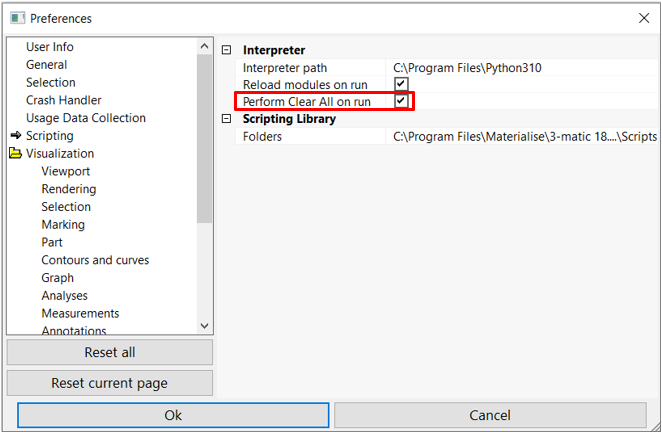 Preferences
User Info
General
Selection
Crash Handler
Usage Data Collection
Scripting
Visualization
Viewport
Rendering
Selection
Marking
Part
Contours and curves
Graph
Analyses
Measurements
Annotations
Reset all
Reset current page
Interpreter
Interpreter path C:\Program Files\Python310
Reload modules on run
Perform Clear All on run
Scripting Library
Folders C:\Program Files\Materialise\3-matic 18....\Scripts
Ok
Cancel